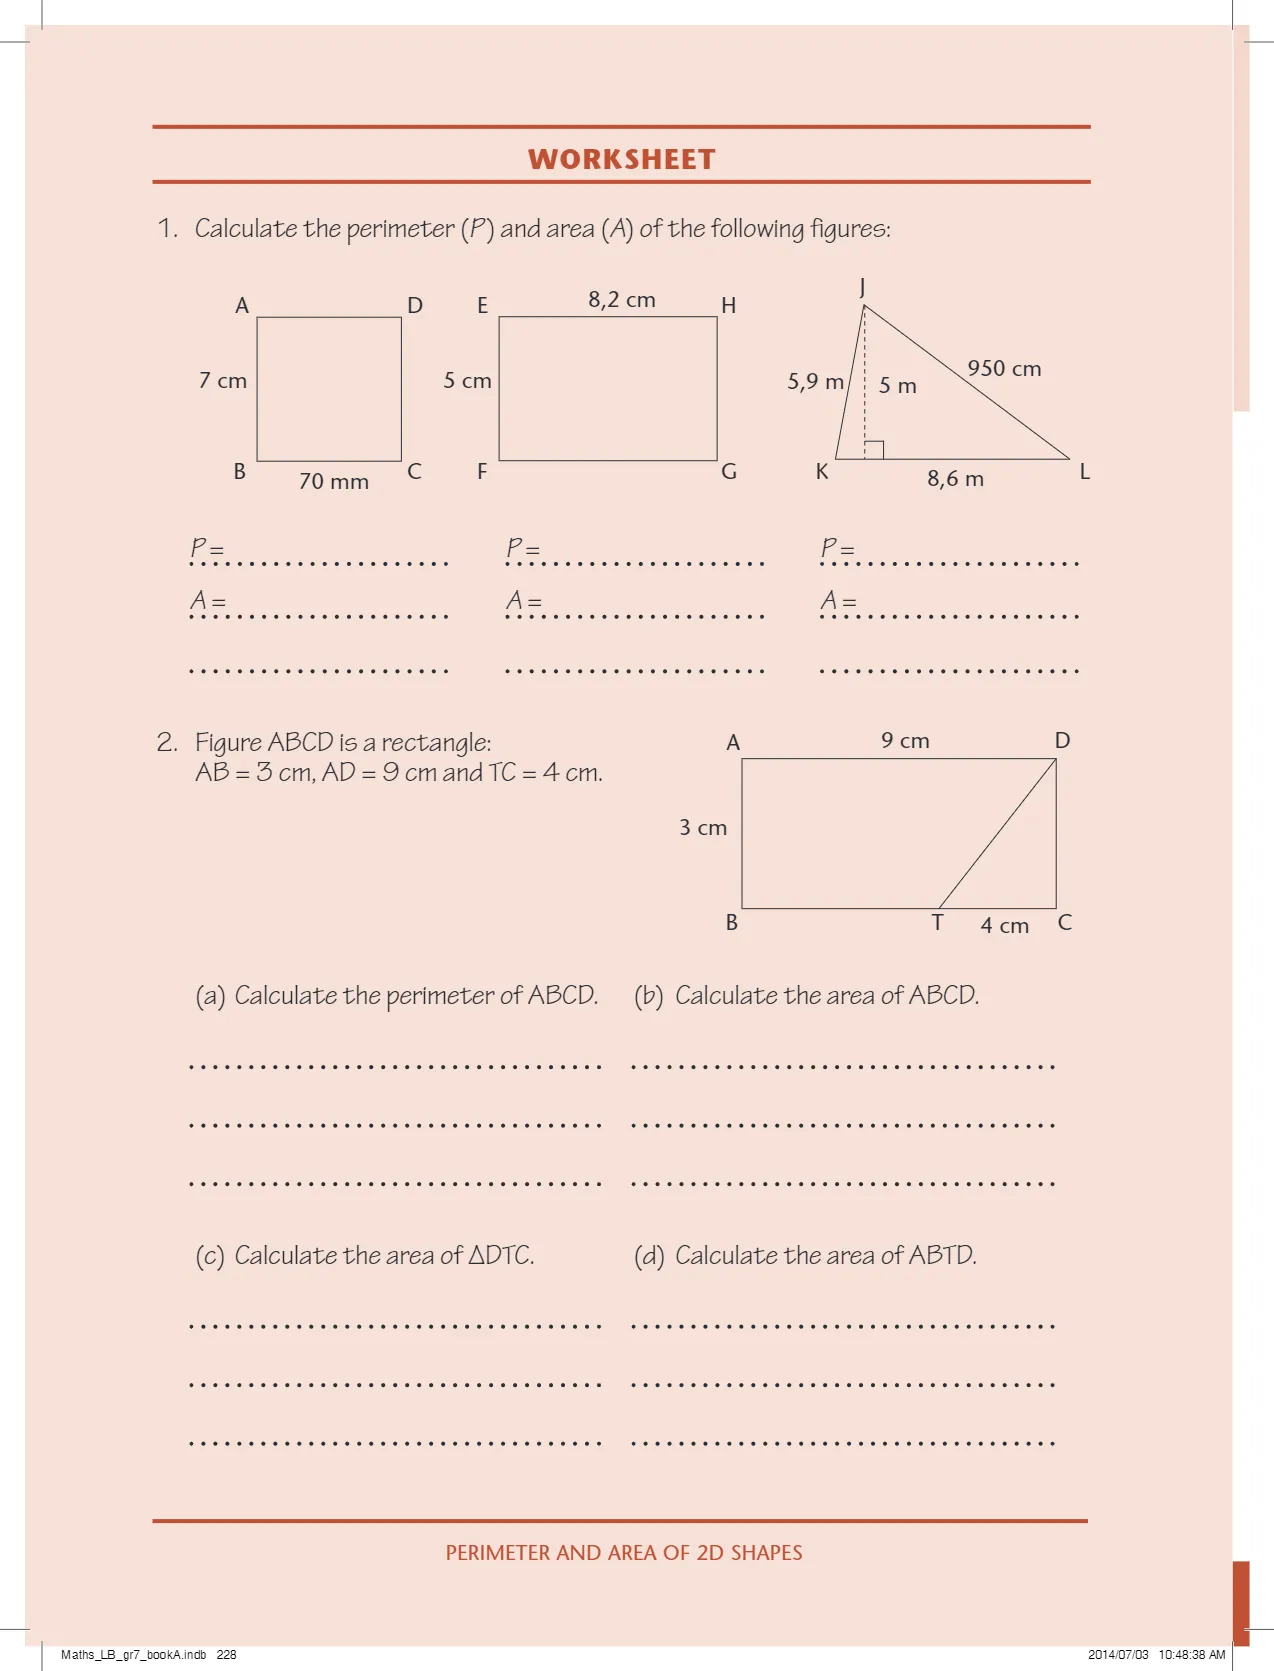 WORKSHEET
1. Calculate the perimeter (P) and area (A) of the following figures:
A D
7 cm
B C
70 mm
E H
8,2 cm
5 cm
F G
J
5,9 m
5 m
950 cm
K L
8,6 m
P = ......................
A = ......................
......................
P = ......................
A = ......................
......................
P = ......................
A = ......................
......................
2. Figure ABCD is a rectangle:
AB = 3 cm, AD = 9 cm and TC = 4 cm.
A 9 cm D
3 cm
B T 4 cm C
(a) Calculate the perimeter of ABCD.
(b) Calculate the area of ABCD.
(c) Calculate the area of ΔDTC.
(d) Calculate the area of ABTD.
PERIMETER AND AREA OF 2D SHAPES
Maths_LB_gr7_bookA.indb 228
2014/07/03 10:48:38 AM